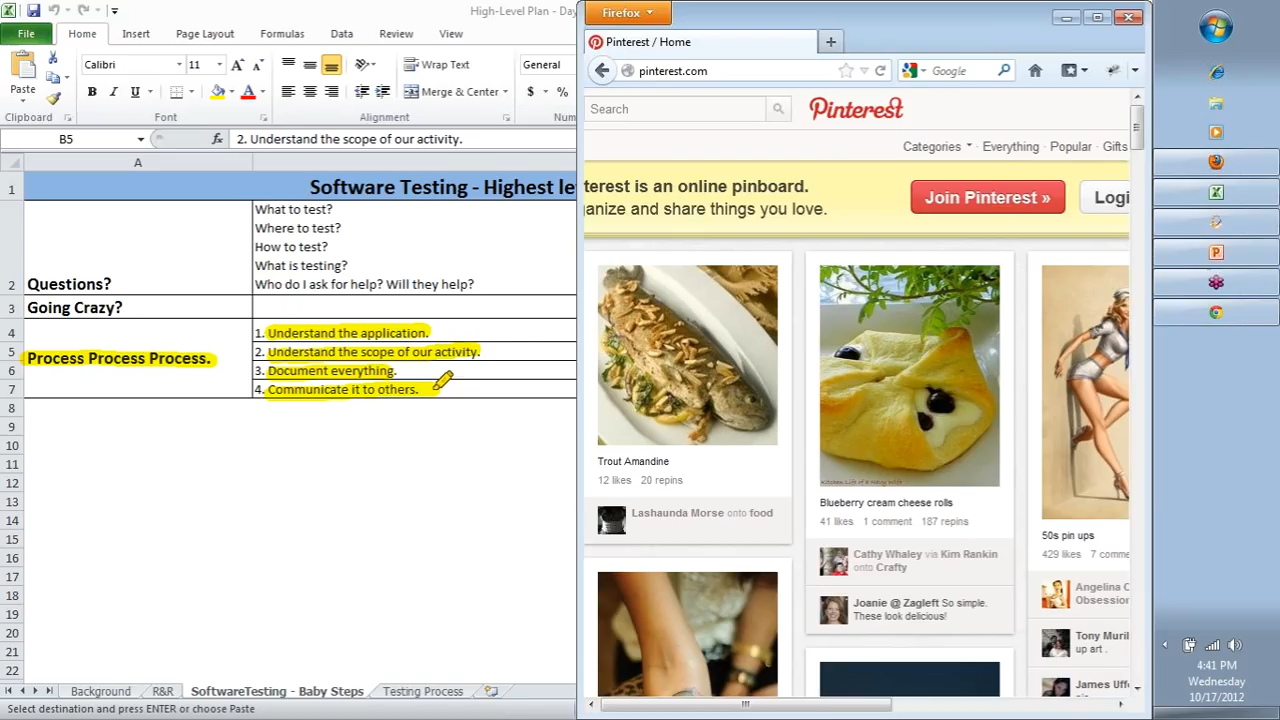 High-Level Plan - Da
File
Home
Insert
Page Layout
Formulas
Data
Review
View
Paste
Calibri
11
Wrap Text
General
B I U
Merge & Center
$ %
Clipboard
Font
Alignment
B5
fx
2. Understand the scope of our activity.
A
1
Software Testing - Highest le
2
Questions?
What to test?
Where to test?
How to test?
What is testing?
Who do I ask for help? Will they help?
3
Going Crazy?
4
Process Process Process.
1. Understand the application.
5
2. Understand the scope of our activity.
6
3. Document everything.
7
4. Communicate it to others.
8
9
10
11
12
13
14
15
16
17
18
19
20
21
22
Background
R&R
SoftwareTesting - Baby Steps
Testing Process
Select destination and press ENTER or choose Paste
Firefox
Pinterest / Home
pinterest.com
Google
Search
Pinterest
Categories
Everything
Popular
Gifts
terest is an online pinboard.
ganize and share things you love.
Join Pinterest »
Logi
Trout Amandine
12 likes 20 repins
Lashaunda Morse onto food
Blueberry cream cheese rolls
41 likes 1 comment 187 repins
Cathy Whaley via Kim Rankin
onto Crafty
Joanie @ Zagleft So simple.
These look delicious!
50s pin ups
429 likes 7 comme
Angelina C
Obsession
Tony Muril
up art .
James Uffe
4:41 PM
Wednesday
10/17/2012